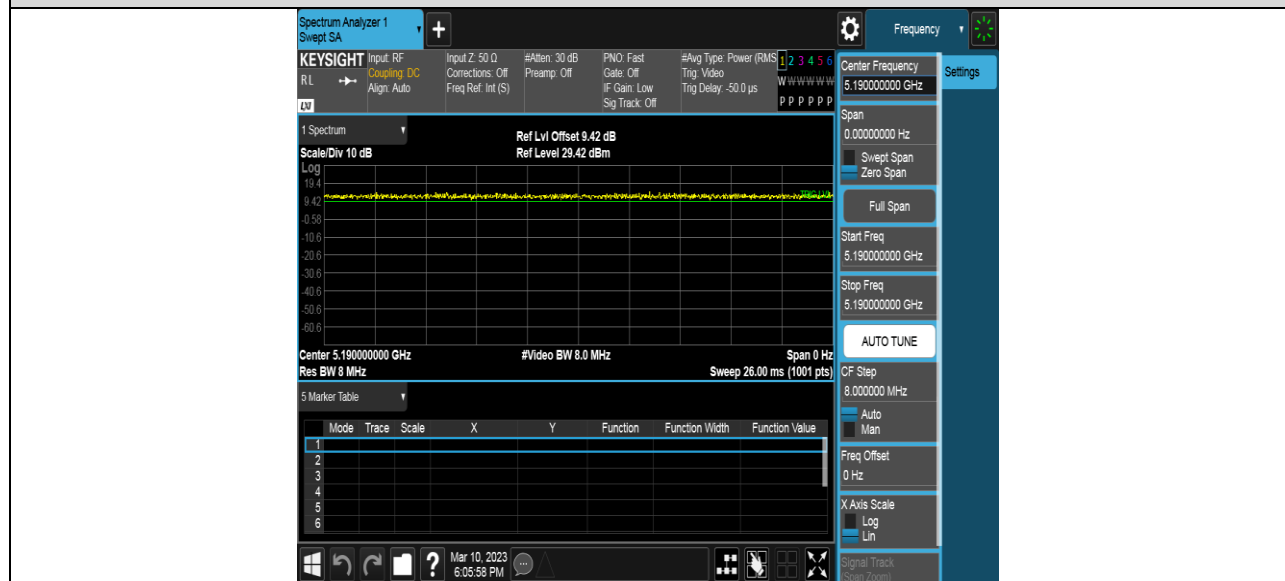 Spectrum Analyzer 1
Swept SA
+
Frequency
KEYSIGHT
RL
LXI
Input: RF
Coupling: DC
Align: Auto
Input Z: 50 Ω
Corrections: Off
Freq Ref: Int (S)
#Atten: 30 dB
Preamp: Off
PNO: Fast
Gate: Off
IF Gain: Low
Sig Track: Off
#Avg Type: Power (RMS
Trig: Video
Trig Delay: -50.0 µs
1 2 3 4 5 6
W W W W W W
P P P P P P
1 Spectrum
Scale/Div 10 dB
Ref Lvl Offset 9.42 dB
Ref Level 29.42 dBm
Log
19.4
9.42
-0.58
-10.6
-20.6
-30.6
-40.6
-50.6
-60.6
TRIG LVL
Center 5.190000000 GHz
#Video BW 8.0 MHz
Span 0 Hz
Res BW 8 MHz
Sweep 26.00 ms (1001 pts)
5 Marker Table
Mode Trace Scale X Y Function Function Width Function Value
1
2
3
4
5
6
?
Mar 10, 2023
6:05:58 PM
Center Frequency
5.190000000 GHz
Settings
Span
0.00000000 Hz
Swept Span
Zero Span
Full Span
Start Freq
5.190000000 GHz
Stop Freq
5.190000000 GHz
AUTO TUNE
CF Step
8.000000 MHz
Auto
Man
Freq Offset
0 Hz
X Axis Scale
Log
Lin
Signal Track
(Span Zoom)